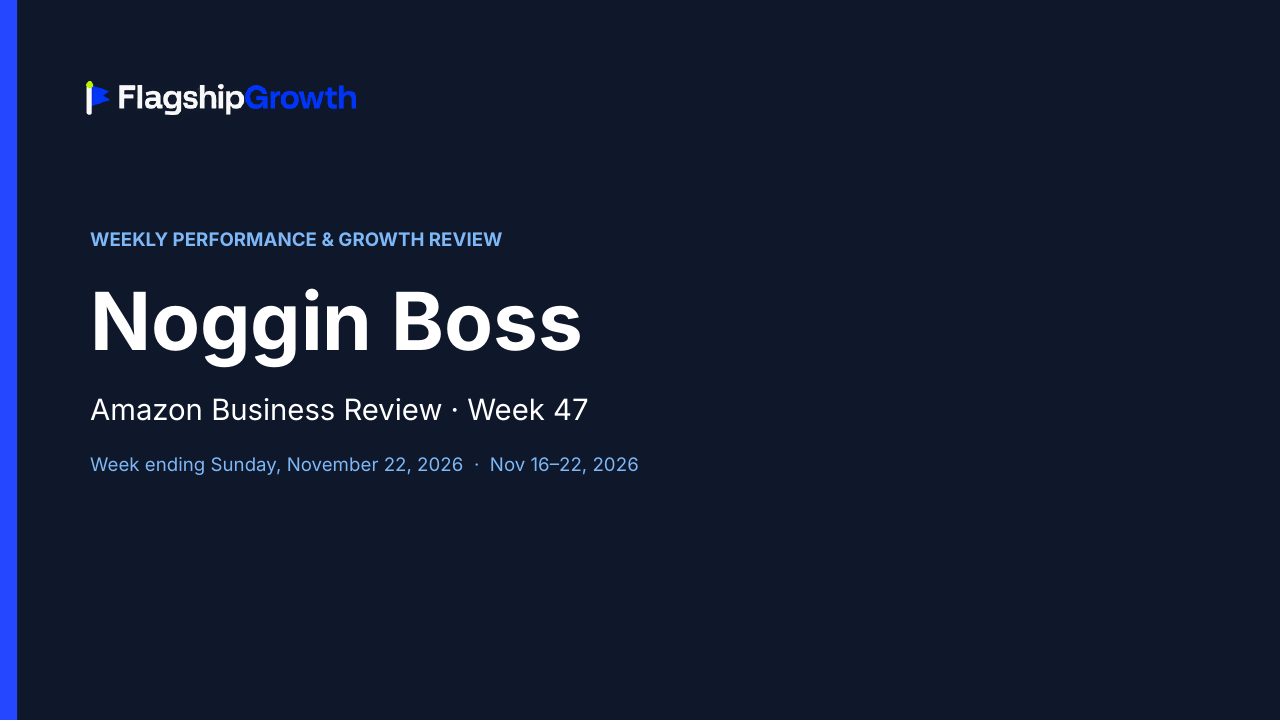 FlagshipGrowth
WEEKLY PERFORMANCE & GROWTH REVIEW
Noggin Boss
Amazon Business Review · Week 47
Week ending Sunday, November 22, 2026 · Nov 16–22, 2026